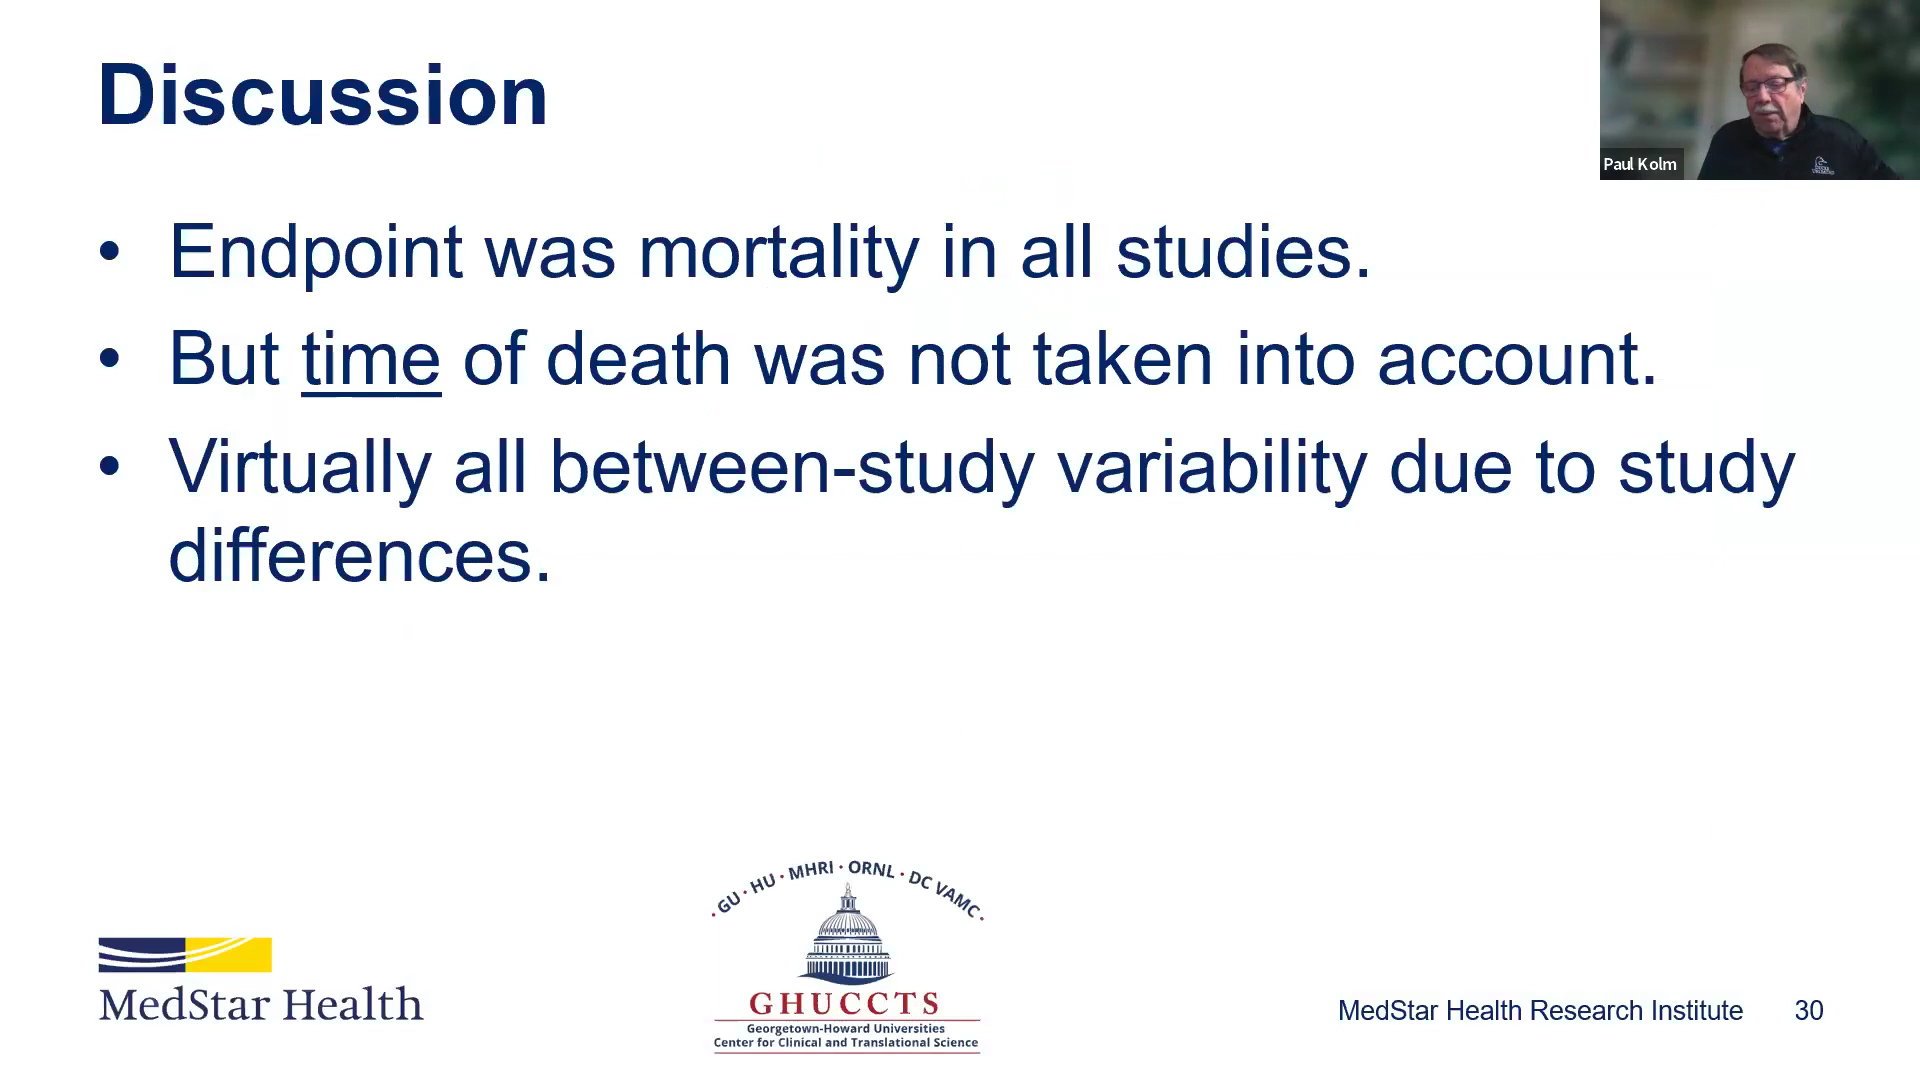 Discussion
Paul Kolm
• Endpoint was mortality in all studies.
• But time of death was not taken into account.
• Virtually all between-study variability due to study
differences.
· GU · HU · MHRI · ORNL · DC VAMC ·
GHUCCTS
Georgetown-Howard Universities
Center for Clinical and Translational Science
MedStar Health
MedStar Health Research Institute 30